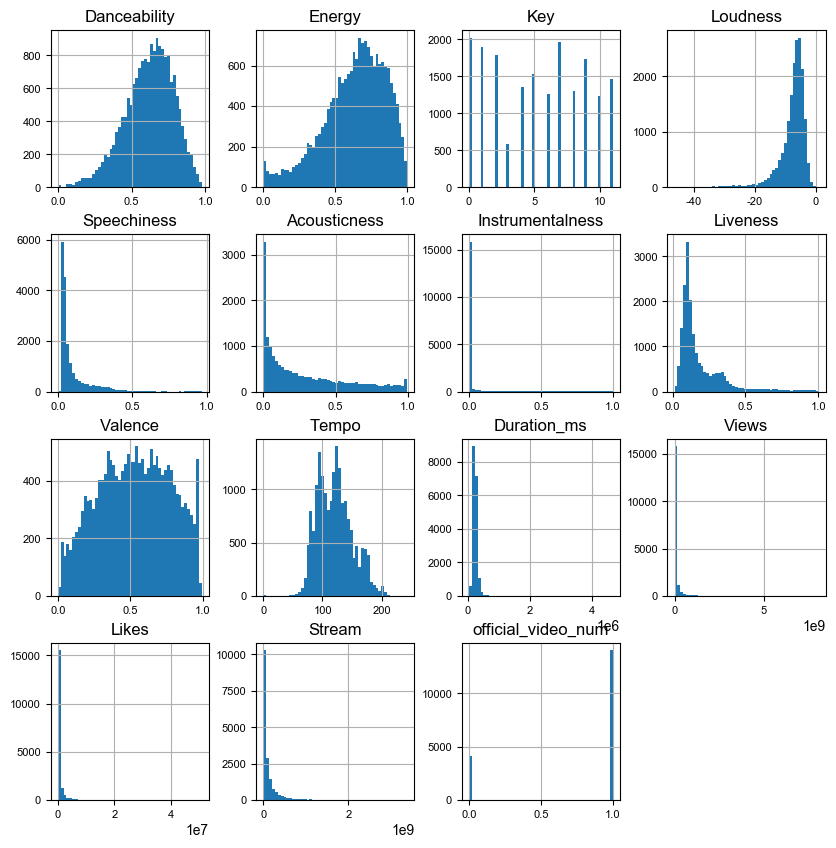 Danceability Energy Key Loudness
800
600
400
200
0
0.0 0.5 1.0
600
400
200
0
0.0 0.5 1.0
2000
1500
1000
500
0
0 5 10
2000
1000
0
-40 -20 0
Speechiness Acousticness Instrumentalness Liveness
6000
4000
2000
0
0.0 0.5 1.0
3000
2000
1000
0
0.0 0.5 1.0
15000
10000
5000
0
0.0 0.5 1.0
3000
2000
1000
0
0.0 0.5 1.0
Valence Tempo Duration_ms Views
400
200
0
0.0 0.5 1.0
1000
500
0
0 100 200
8000
6000
4000
2000
0
0 2 4
1e6
15000
10000
5000
0
0 5
1e9
Likes Stream official_video_num
15000
10000
5000
0
0 2 4
1e7
10000
7500
5000
2500
0
0 2
1e9
10000
5000
0
0.0 0.5 1.0